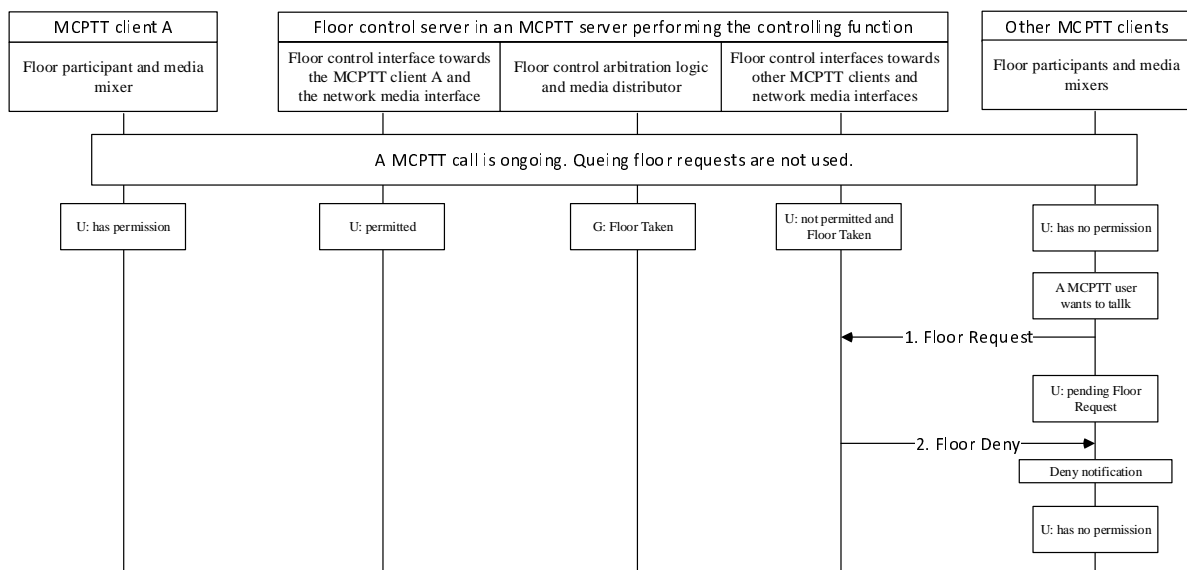 MCPTT client A
Floor control server in an MCPTT server performing the controlling function
Other MCPTT clients
Floor participant and media
mixer
Floor control interface towards
the MCPTT client A and
the network media interface
Floor control arbitration logic
and media distributor
Floor control interfaces towards
other MCPTT clients and
network media interfaces
Floor participants and media
mixers
A MCPTT call is ongoing. Queing floor requests are not used.
U: has permission
U: permitted
G: Floor Taken
U: not permitted and
Floor Taken
U: has no permission
A MCPTT user
wants to tallk
1. Floor Request
U: pending Floor
Request
2. Floor Deny
Deny notification
U: has no permission